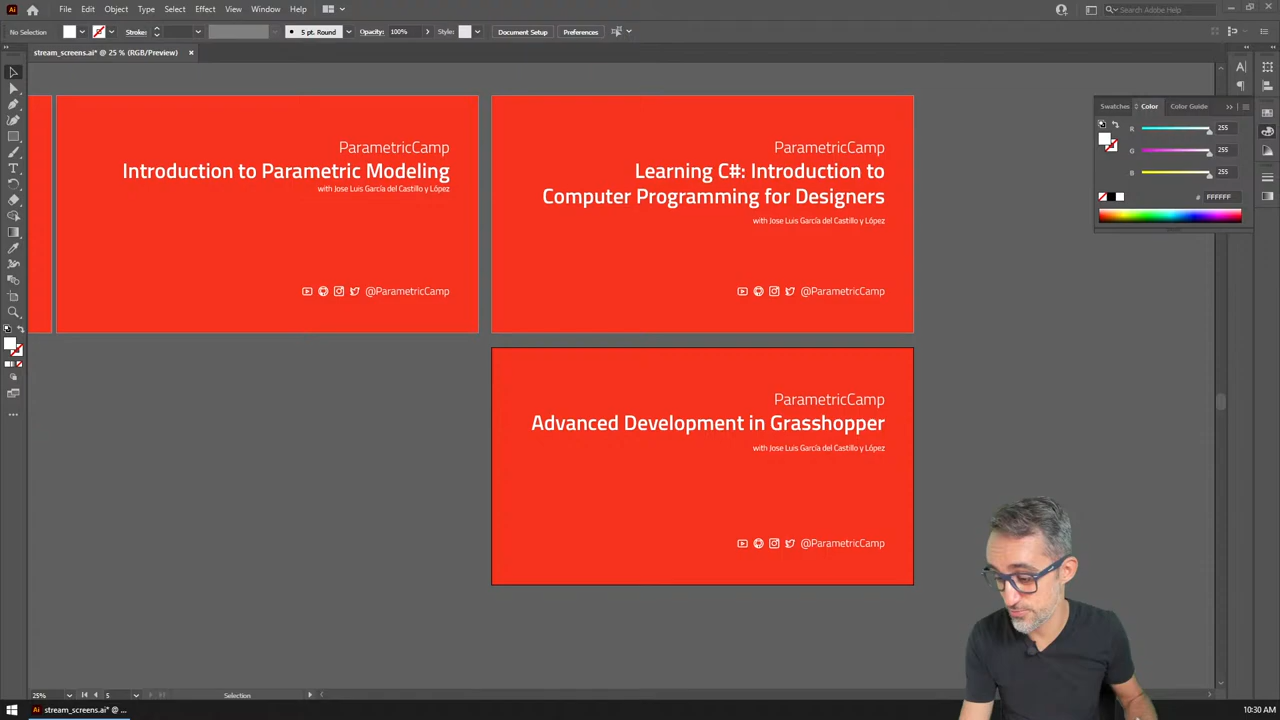 File Edit Object Type Select Effect View Window Help
Search Adobe Help
No Selection Stroke: 5 pt. Round Opacity: 100% Style: Document Setup Preferences
stream_screens.ai* @ 25 % (RGB/Preview)
ParametricCamp
Introduction to Parametric Modeling
with Jose Luis García del Castillo y López
@ParametricCamp
ParametricCamp
Learning C#: Introduction to
Computer Programming for Designers
with Jose Luis García del Castillo y López
@ParametricCamp
Swatches Color Color Guide
R 255
G 255
B 255
# FFFFFF
ParametricCamp
Advanced Development in Grasshopper
with Jose Luis García del Castillo y López
@ParametricCamp
25% 5 Selection
stream_screens.ai* @ ...
10:30 AM